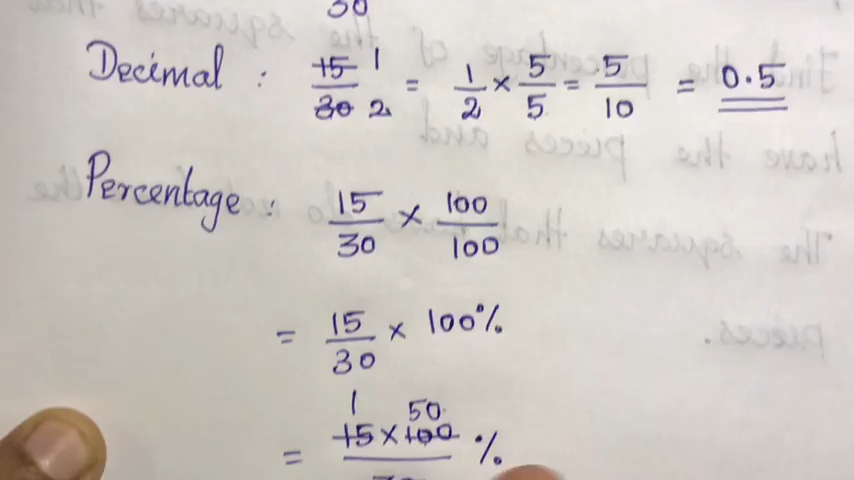 30
Decimal : 15/30 1/2 = 1/2 × 5/5 = 5/10 = 0.5
Percentage : 15/30 × 100/100
= 15/30 × 100%
1 50
= 15×100 %